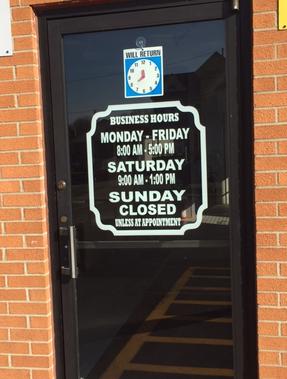 WILL RETURN
BUSINESS HOURS
MONDAY - FRIDAY
8:00 AM - 5:00 PM
SATURDAY
9:00 AM - 1:00 PM
SUNDAY
CLOSED
UNLESS AT APPOINTMENT